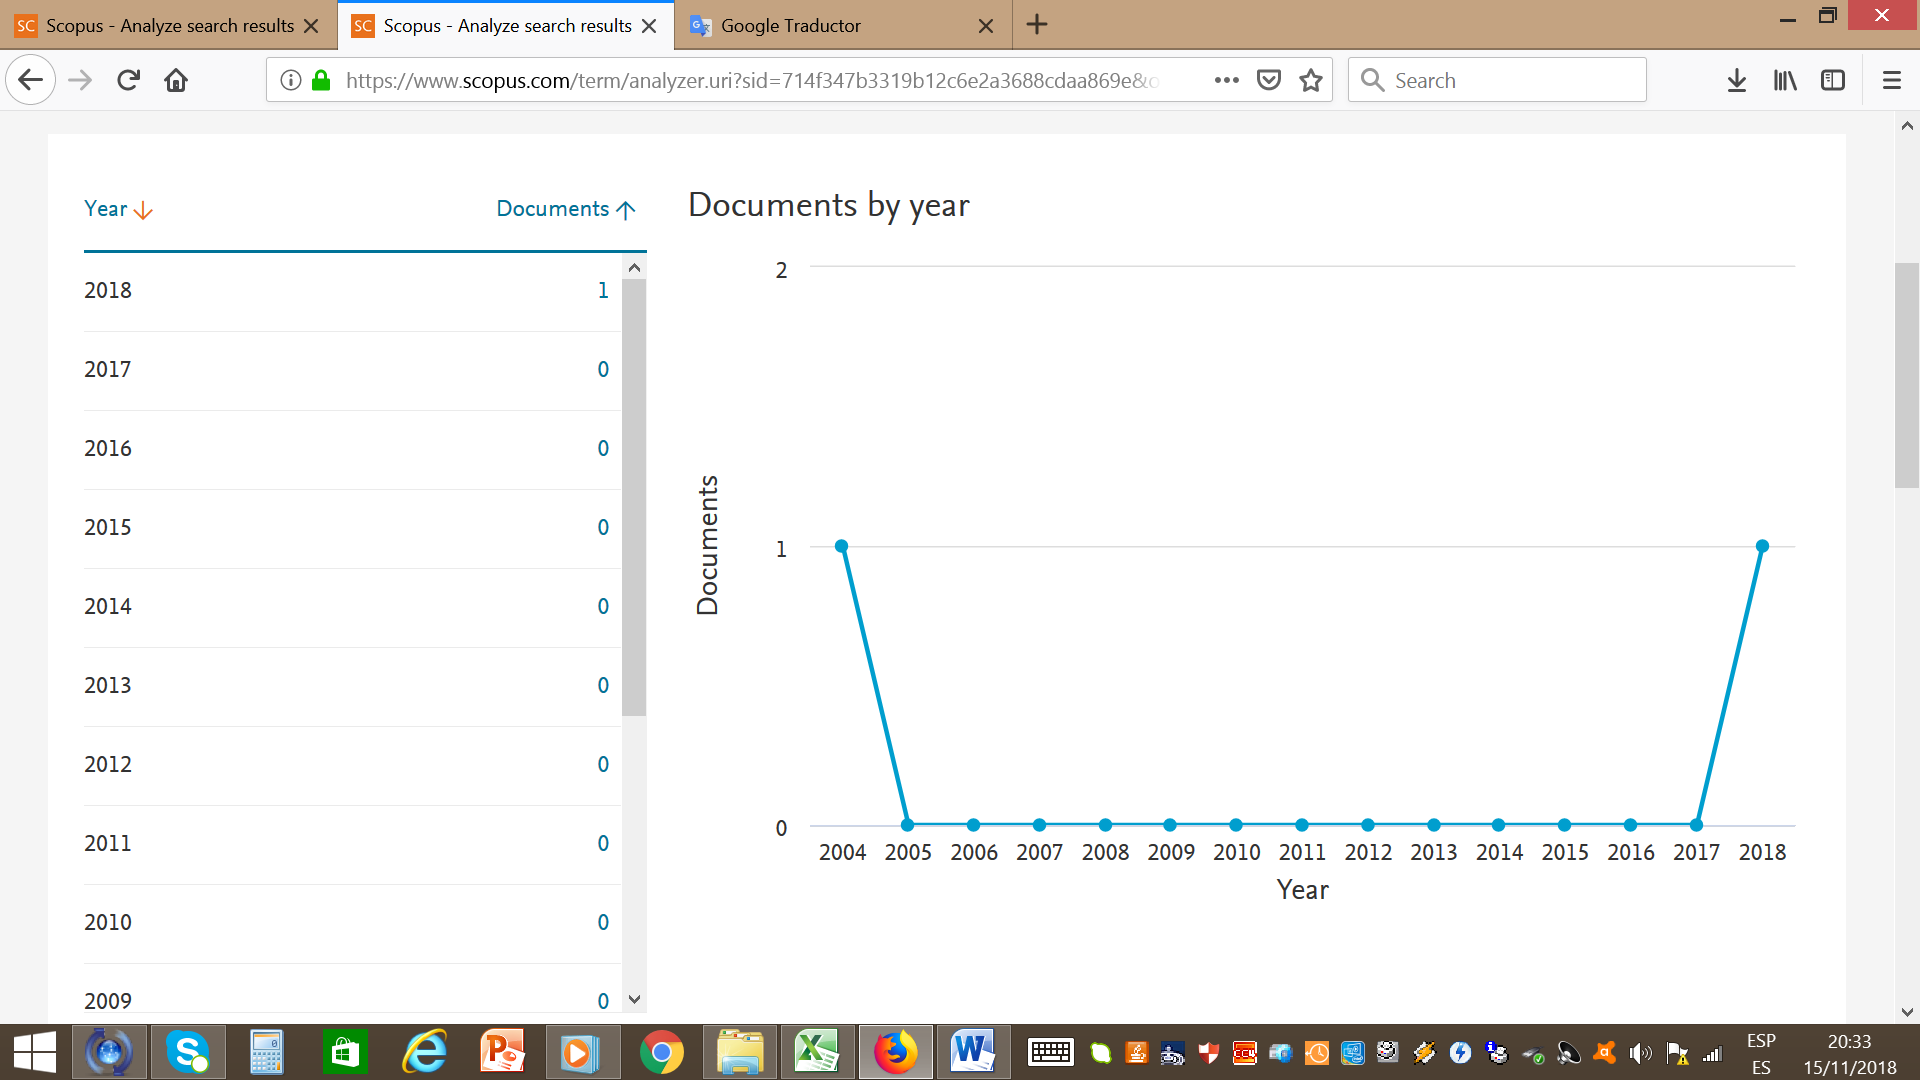 Scopus - Analyze search results
Scopus - Analyze search results
Google Traductor
https://www.scopus.com/term/analyzer.uri?sid=714f347b3319b12c6e2a3688cdaa869e&o
Search
Year
Documents
2018 1
2017 0
2016 0
2015 0
2014 0
2013 0
2012 0
2011 0
2010 0
2009 0
Documents by year
2
1
0
Documents
2004 2005 2006 2007 2008 2009 2010 2011 2012 2013 2014 2015 2016 2017 2018
Year
ESP
ES
20:33
15/11/2018